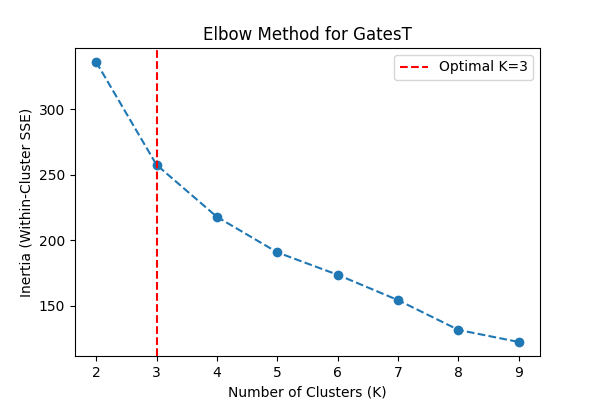 Elbow Method for GatesT
Optimal K=3
Inertia (Within-Cluster SSE)
300
250
200
150
2 3 4 5 6 7 8 9
Number of Clusters (K)